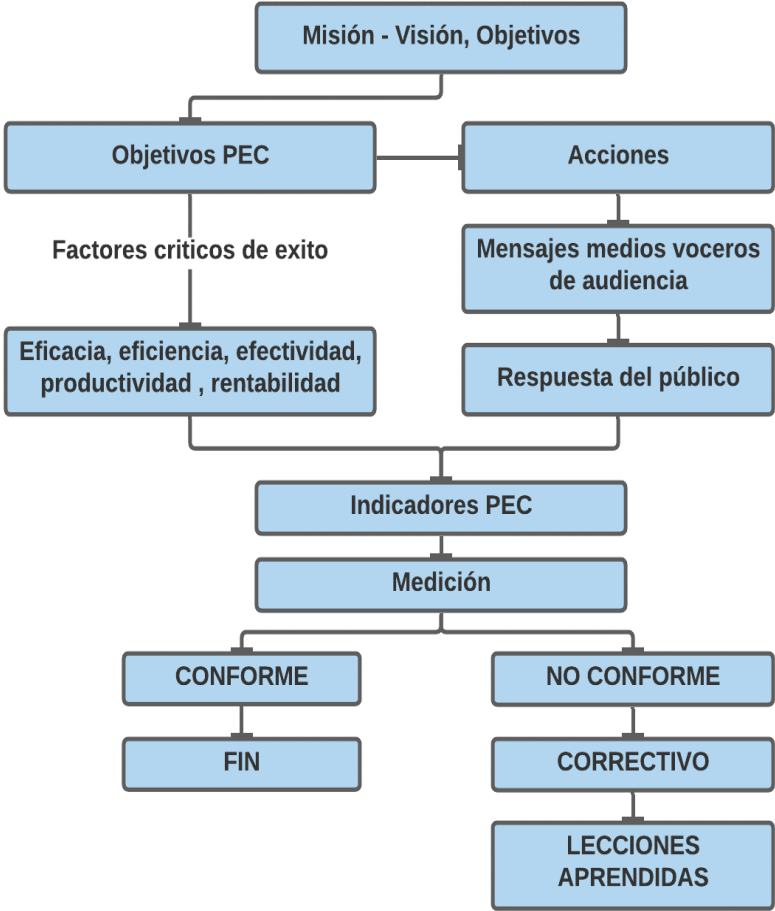 Misión - Visión, Objetivos
Objetivos PEC
Acciones
Factores criticos de exito
Mensajes medios voceros
de audiencia
Eficacia, eficiencia, efectividad,
productividad , rentabilidad
Respuesta del público
Indicadores PEC
Medición
CONFORME
NO CONFORME
FIN
CORRECTIVO
LECCIONES
APRENDIDAS